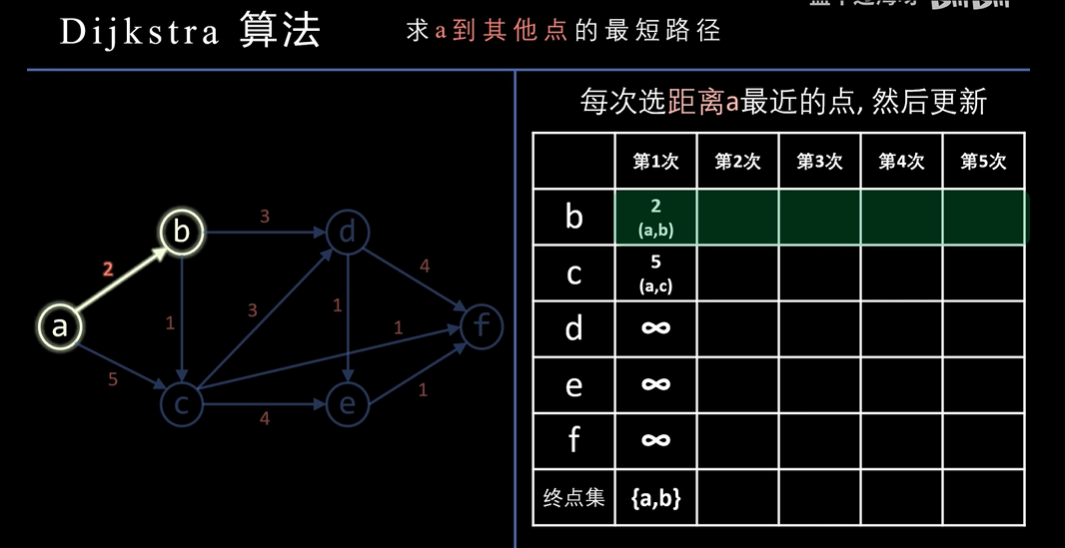 Dijkstra 算法
求a到其他点的最短路径
每次选距离a最近的点,然后更新
第1次 第2次 第3次 第4次 第5次
b 2
(a,b)
c 5
(a,c)
d ∞
e ∞
f ∞
终点集 {a,b}
b 3 d
2 1 3 1 4
a 1 f
5 1
c 4 e